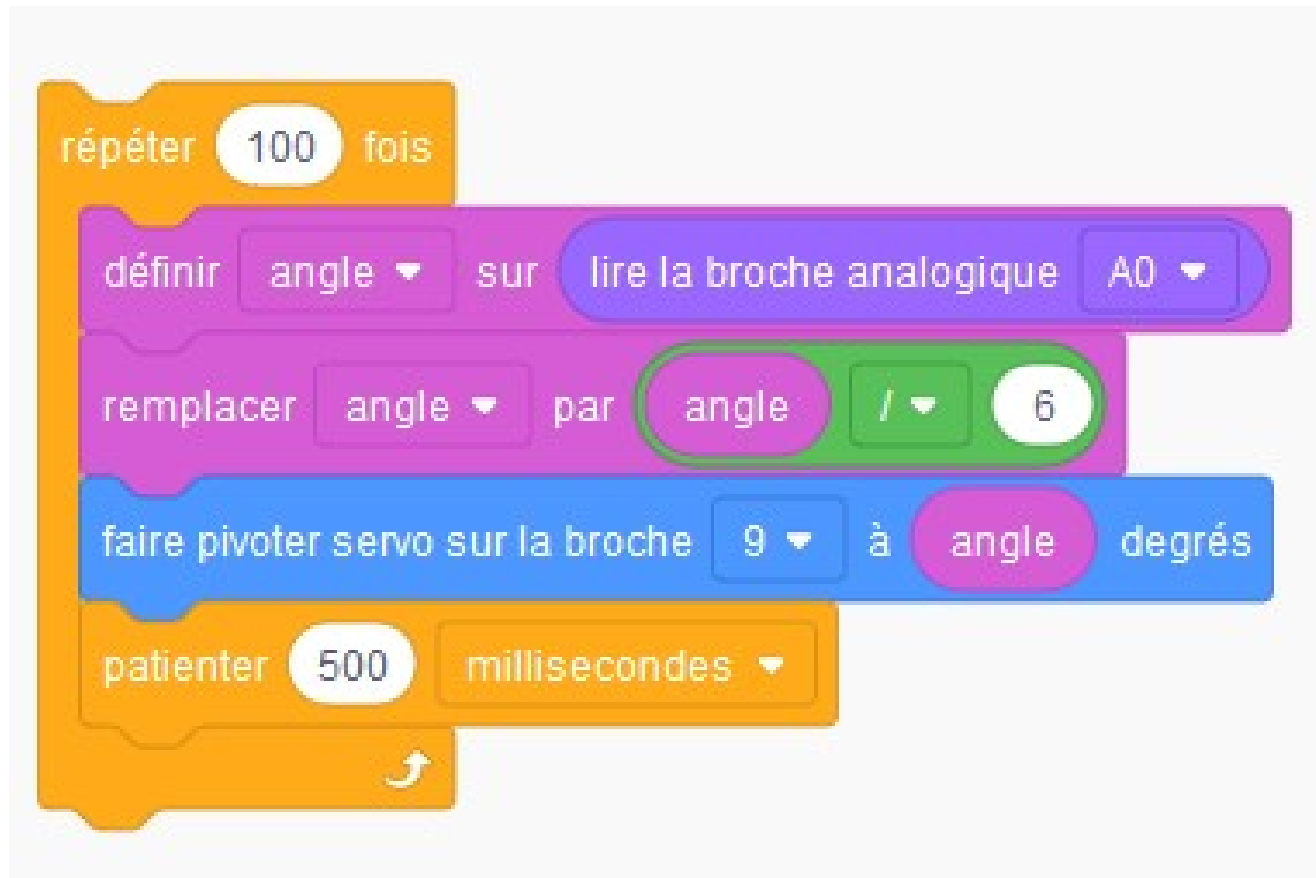 répéter 100 fois
définir angle sur lire la broche analogique A0
remplacer angle par angle / 6
faire pivoter servo sur la broche 9 à angle degrés
patienter 500 millisecondes